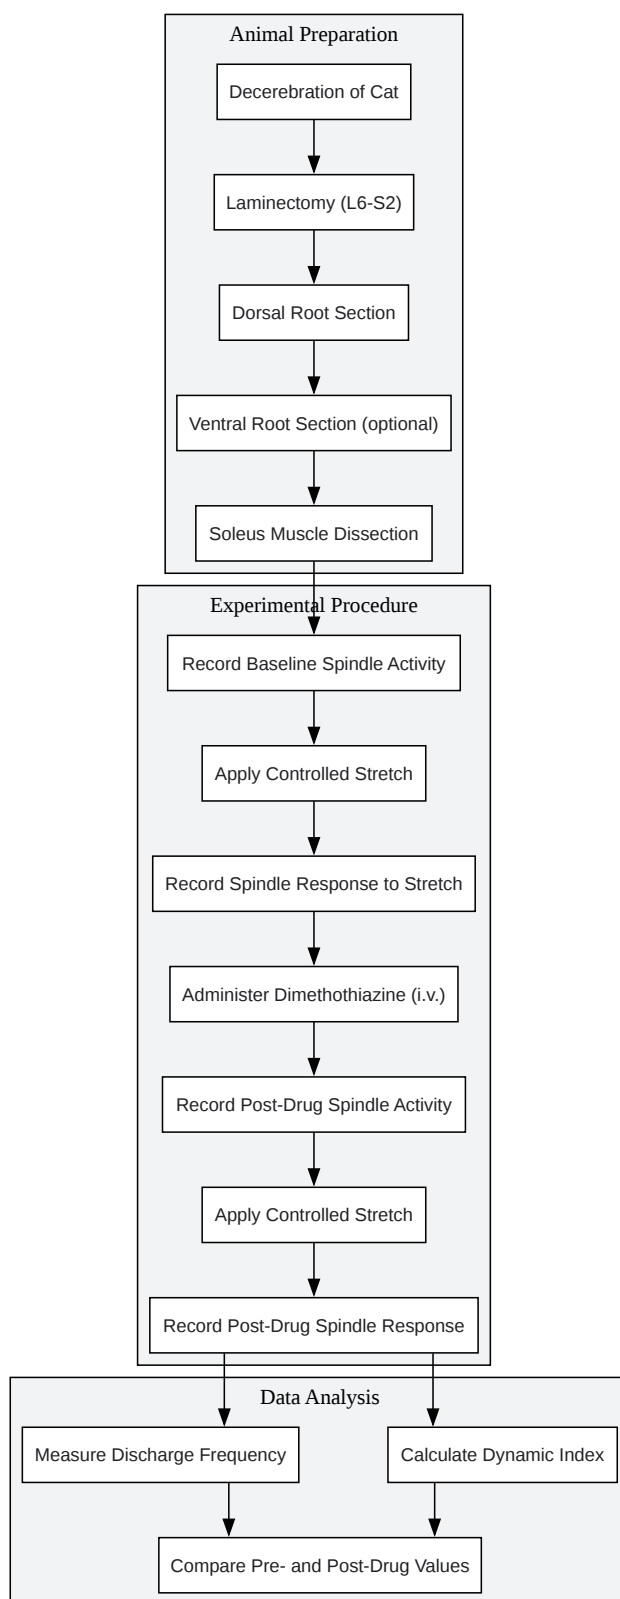 Animal Preparation
Decerebration of Cat
Laminectomy (L6-S2)
Dorsal Root Section
Ventral Root Section (optional)
Soleus Muscle Dissection
Experimental Procedure
Record Baseline Spindle Activity
Apply Controlled Stretch
Record Spindle Response to Stretch
Administer Dimethothiazine (i.v.)
Record Post-Drug Spindle Activity
Apply Controlled Stretch
Record Post-Drug Spindle Response
Data Analysis
Measure Discharge Frequency
Calculate Dynamic Index
Compare Pre- and Post-Drug Values